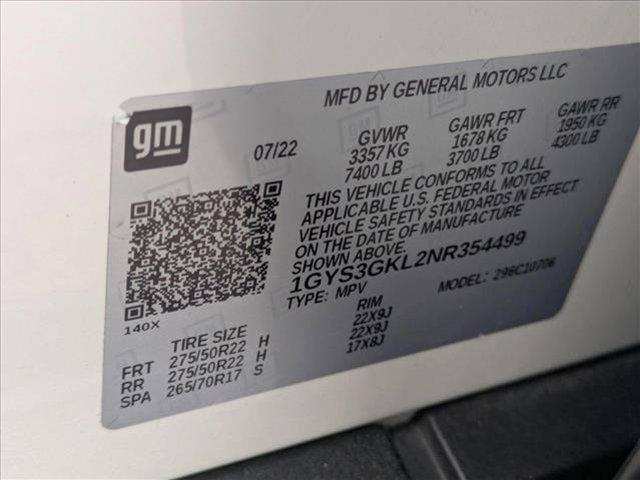 MFD BY GENERAL MOTORS LLC
gm
07/22
GVWR GAWR FRT GAWR RR
3357 KG 1678 KG 1950 KG
7400 LB 3700 LB 4300 LB
THIS VEHICLE CONFORMS TO ALL
APPLICABLE U.S. FEDERAL MOTOR
VEHICLE SAFETY STANDARDS IN EFFECT
ON THE DATE OF MANUFACTURE
SHOWN ABOVE.
1GYS3GKL2NR354499
TYPE: MPV MODEL: 296C10706
140X
TIRE SIZE RIM
FRT 275/50R22 H 22X9J
RR 275/50R22 H 22X9J
SPA 265/70R17 S 17X8J